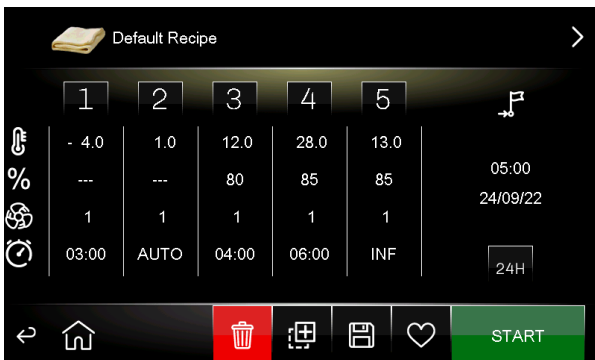 Default Recipe
1 2 3 4 5
- 4.0 1.0 12.0 28.0 13.0
% --- --- 80 85 85
05:00
24/09/22
1 1 1 1 1
03:00 AUTO 04:00 06:00 INF
24H
START